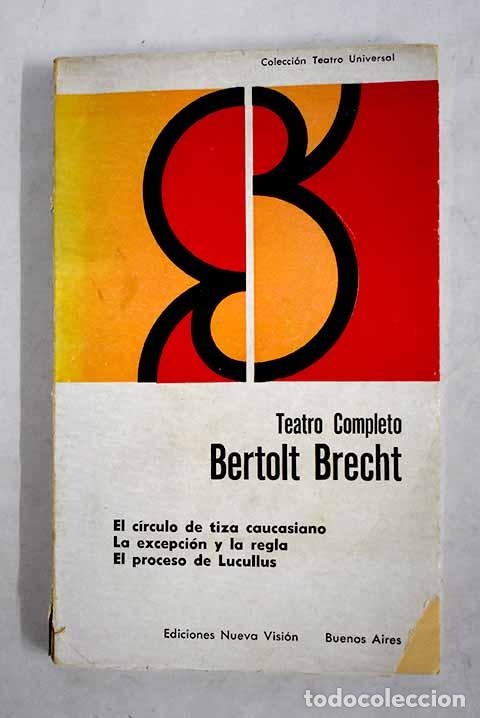 Colección Teatro Universal
Teatro Completo
Bertolt Brecht
El círculo de tiza caucasiano
La excepción y la regla
El proceso de Lucullus
Ediciones Nueva Visión Buenos Aires
todocoleccion